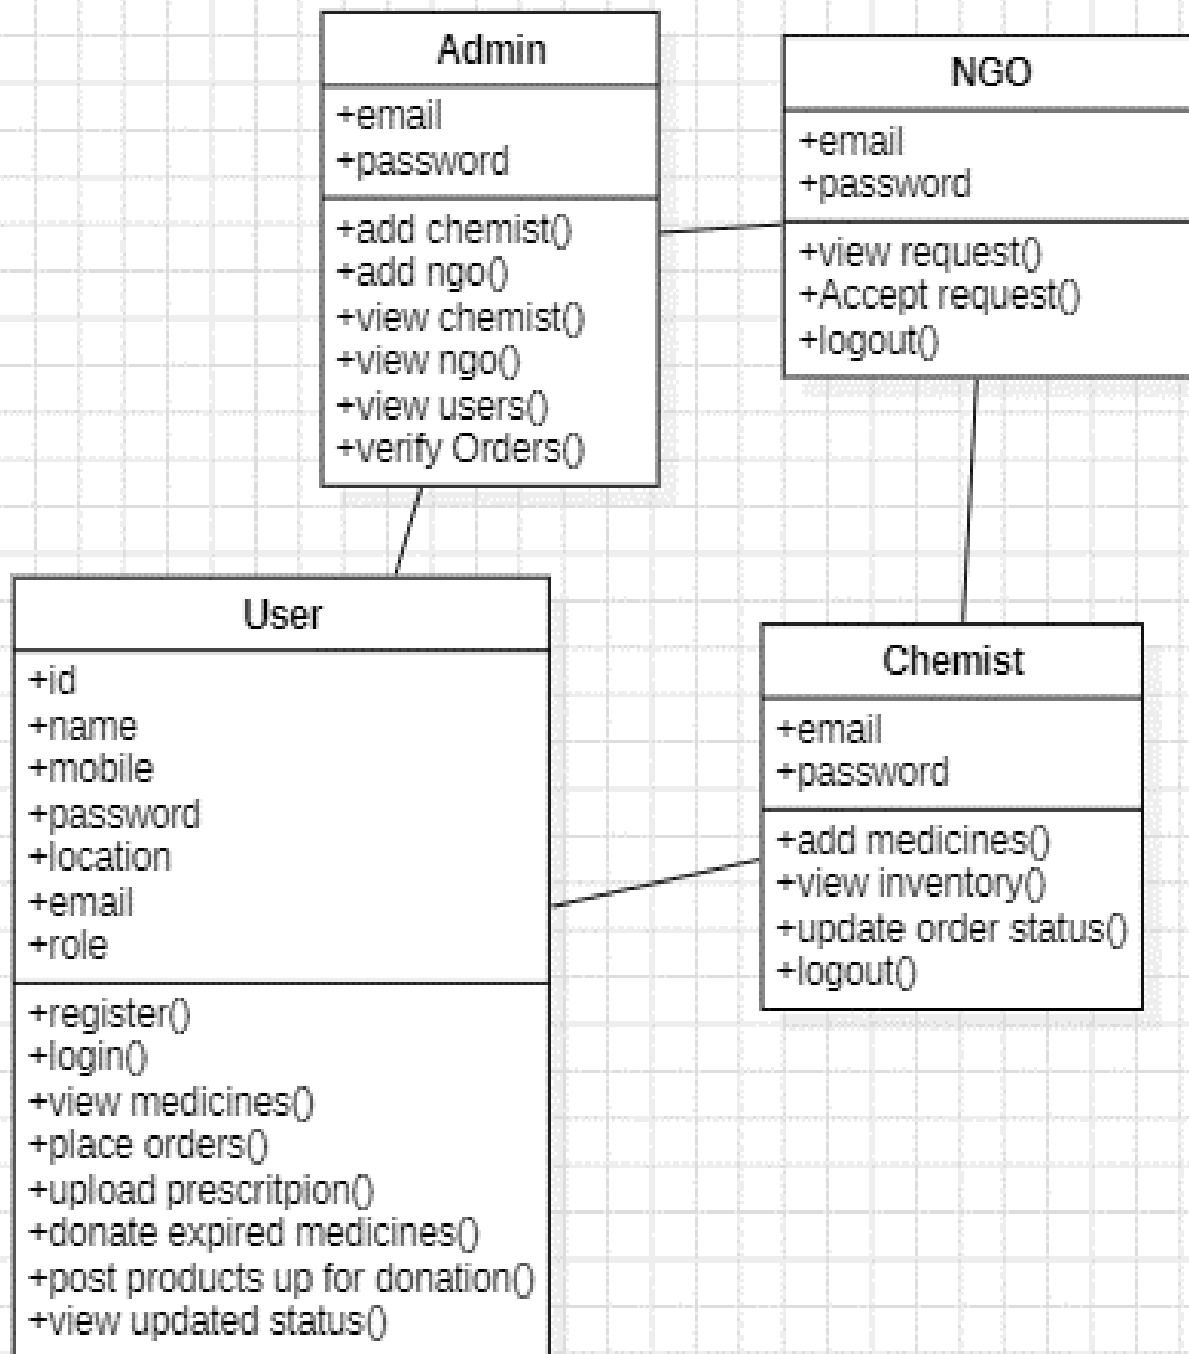 Admin
+email
+password
+add chemist()
+add ngo()
+view chemist()
+view ngo()
+view users()
+verify Orders()
NGO
+email
+password
+view request()
+Accept request()
+logout()
User
+id
+name
+mobile
+password
+location
+email
+role
+register()
+login()
+view medicines()
+place orders()
+upload prescritpion()
+donate expired medicines()
+post products up for donation()
+view updated status()
Chemist
+email
+password
+add medicines()
+view inventory()
+update order status()
+logout()